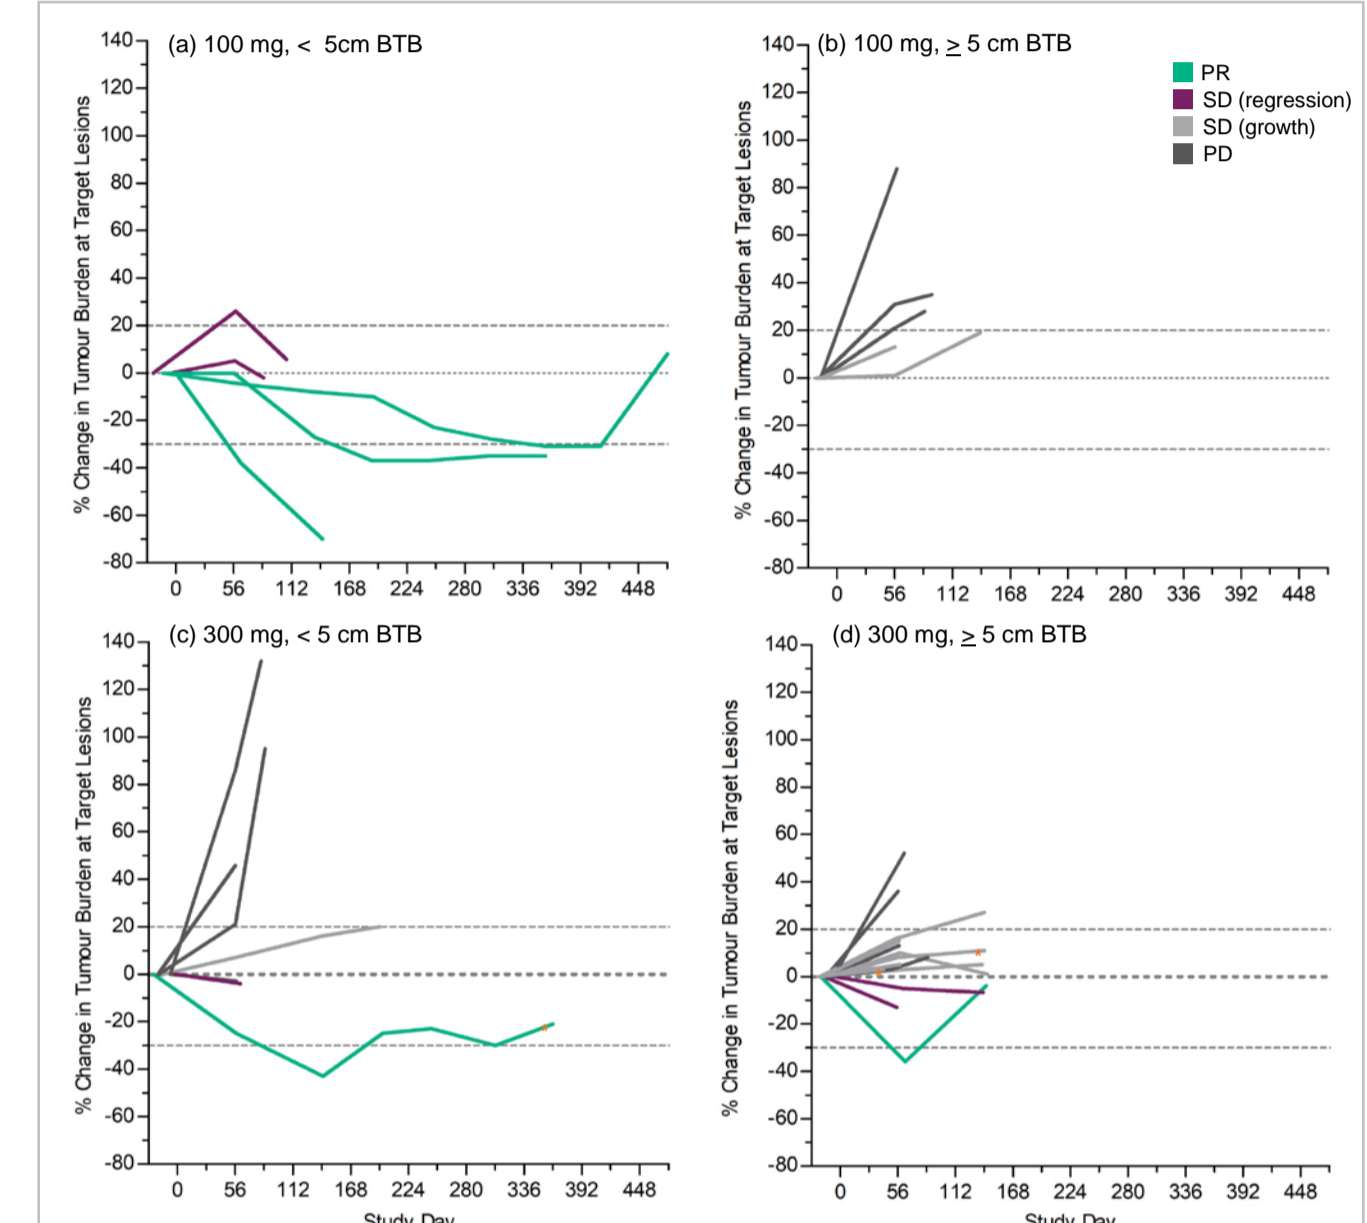 (a) 100 mg, < 5cm BTB
% Change in Tumour Burden at Target Lesions
140
120
100
80
60
40
20
0
-20
-40
-60
-80
0 56 112 168 224 280 336 392 448
(b) 100 mg, ≥ 5 cm BTB
PR
SD (regression)
SD (growth)
PD
% Change in Tumour Burden at Target Lesions
140
120
100
80
60
40
20
0
-20
-40
-60
-80
0 56 112 168 224 280 336 392 448
(c) 300 mg, < 5 cm BTB
% Change in Tumour Burden at Target Lesions
140
120
100
80
60
40
20
0
-20
-40
-60
-80
0 56 112 168 224 280 336 392 448
Study Day
(d) 300 mg, ≥ 5 cm BTB
% Change in Tumour Burden at Target Lesions
140
120
100
80
60
40
20
0
-20
-40
-60
-80
0 56 112 168 224 280 336 392 448
Study Day